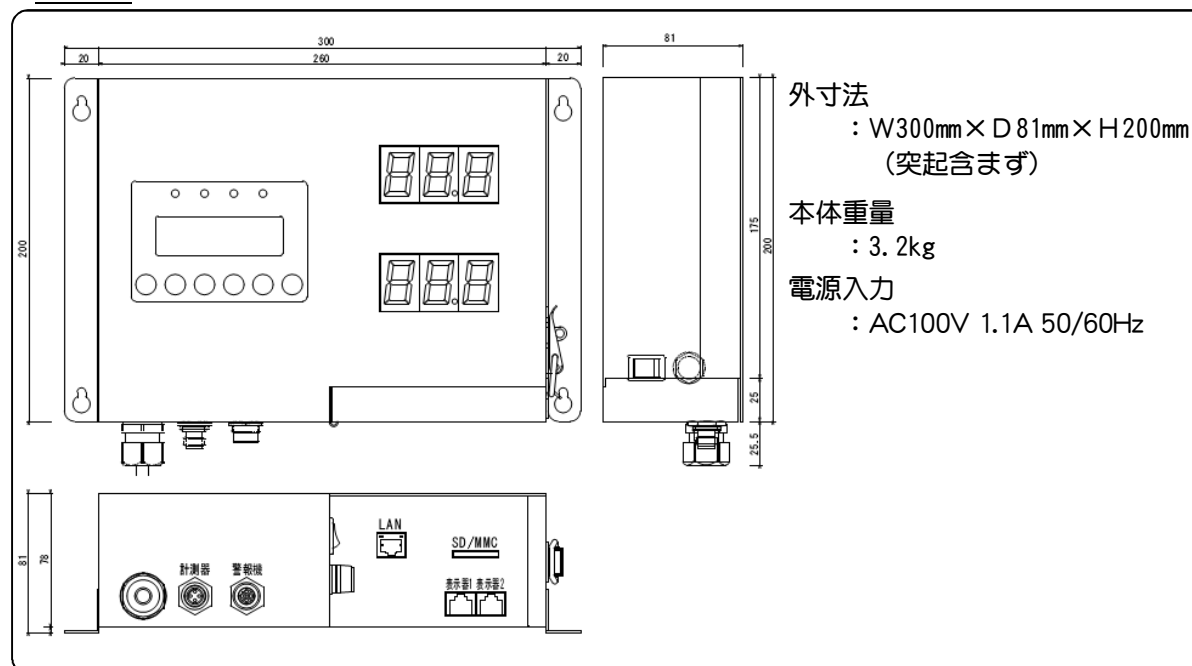 300
20
260
20
81
200
175
200
25
25.5
外寸法
：W300㎜×D81㎜×H200㎜
（突起含まず）
本体重量
：3.2kg
電源入力
：AC100V 1.1A 50/60Hz
81
78
計測器
警報機
LAN
SD/MMC
表示器1 表示器2